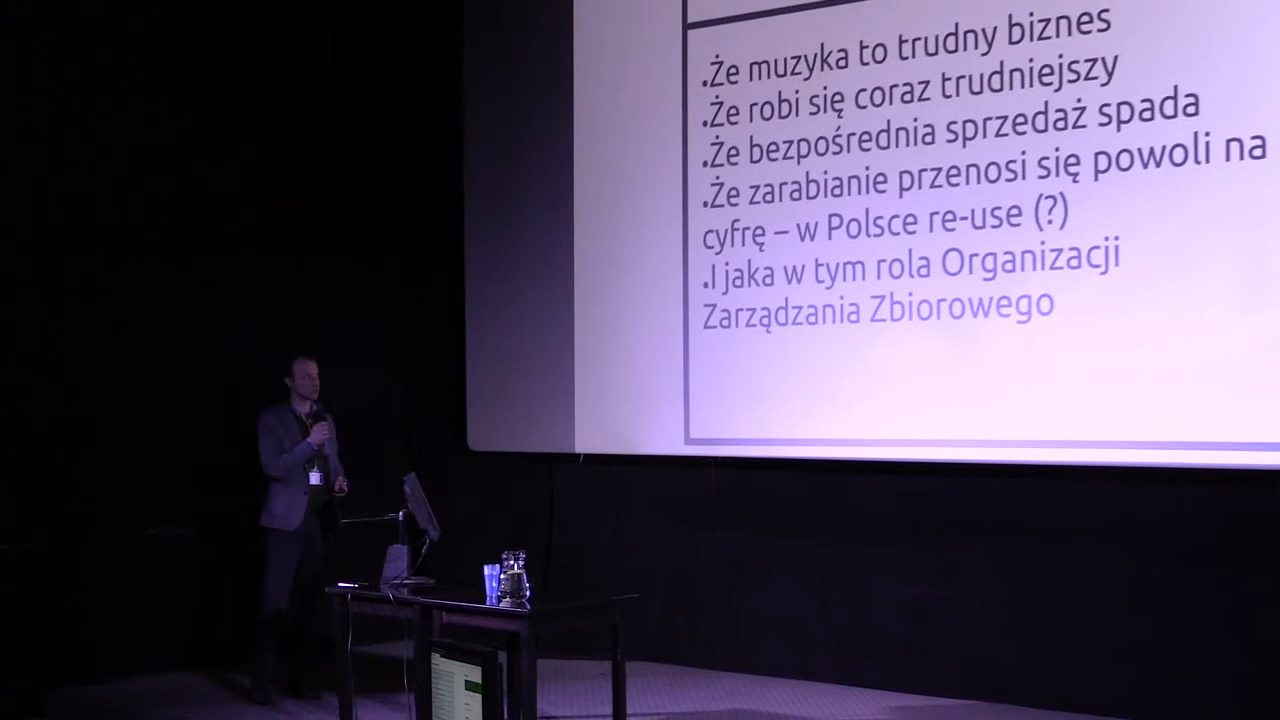 .Że muzyka to trudny biznes
.Że robi się coraz trudniejszy
.Że bezpośrednia sprzedaż spada
.Że zarabianie przenosi się powoli na
cyfrę – w Polsce re-use (?)
.I jaka w tym rola Organizacji
Zarządzania Zbiorowego